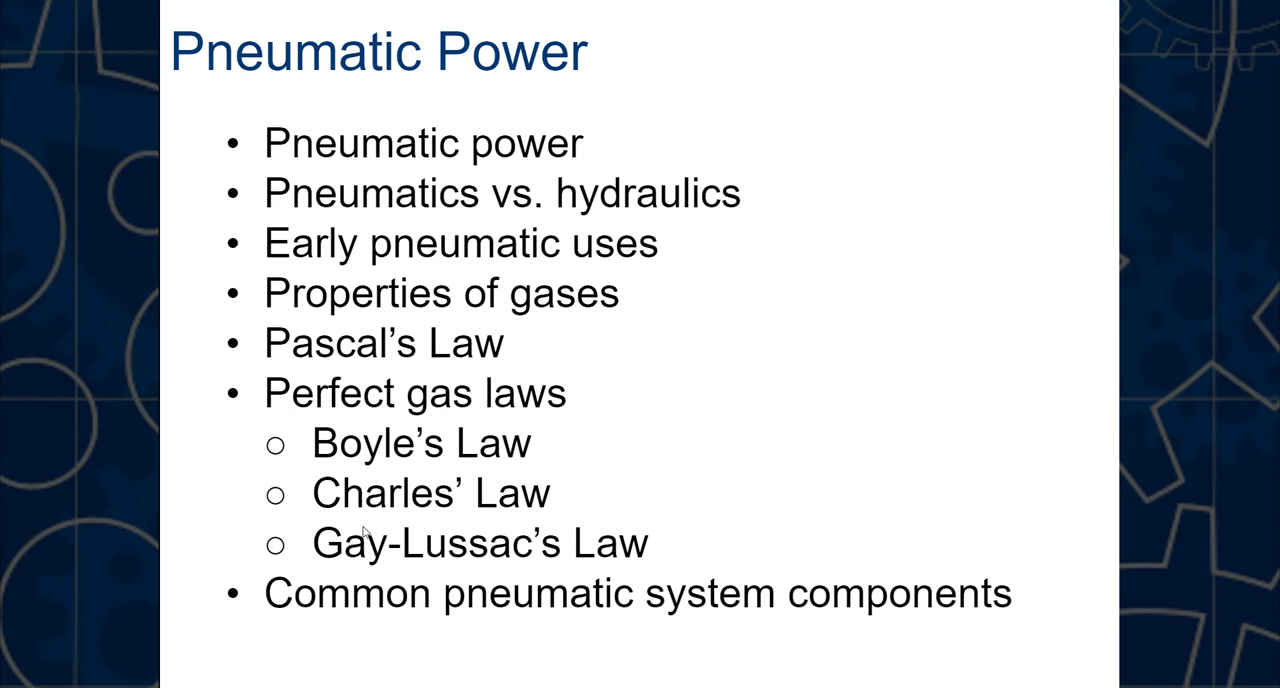 Pneumatic Power
• Pneumatic power
• Pneumatics vs. hydraulics
• Early pneumatic uses
• Properties of gases
• Pascal’s Law
• Perfect gas laws
○ Boyle’s Law
○ Charles’ Law
○ Gay-Lussac’s Law
• Common pneumatic system components